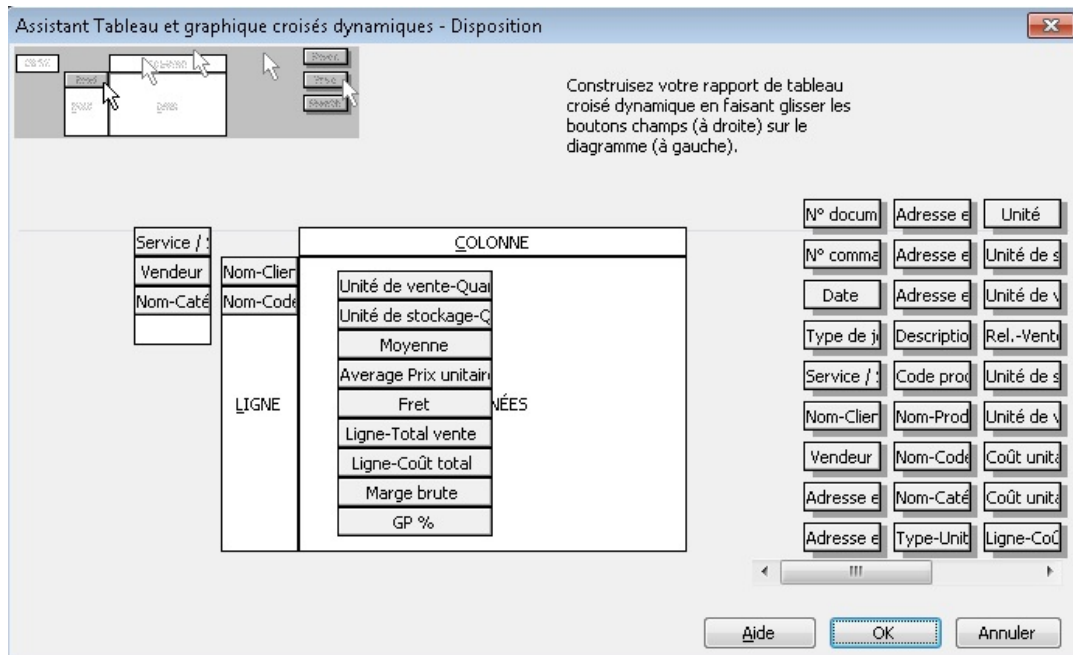 Assistant Tableau et graphique croisés dynamiques - Disposition
Construisez votre rapport de tableau
croisé dynamique en faisant glisser les
boutons champs (à droite) sur le
diagramme (à gauche).
Service / :
Vendeur
Nom-Caté
Nom-Clien
Nom-Code
LIGNE
COLONNE
Unité de vente-Quan
Unité de stockage-Q
Moyenne
Average Prix unitaire
Fret
NÉES
Ligne-Total vente
Ligne-Coût total
Marge brute
GP %
N° docum
Adresse e
Unité
N° comma
Adresse e
Unité de s
Date
Adresse e
Unité de v
Type de j
Descriptio
Rel.-Vent
Service / :
Code prod
Unité de s
Nom-Clien
Nom-Prod
Unité de v
Vendeur
Nom-Code
Coût unita
Adresse e
Nom-Caté
Coût unita
Adresse e
Type-Unit
Ligne-Coû
Aide
OK
Annuler